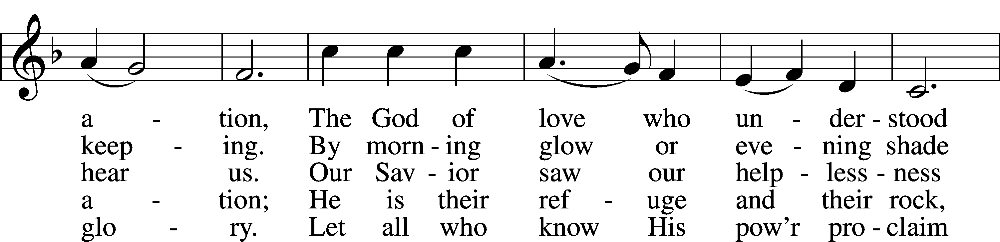 a - tion, The God of love who un - der - stood
keep - ing. By morn - ing glow or eve - ning shade
hear us. Our Sav - ior saw our help - less - ness
a - tion; He is their ref - uge and their rock,
glo - ry. Let all who know His pow’r pro - claim